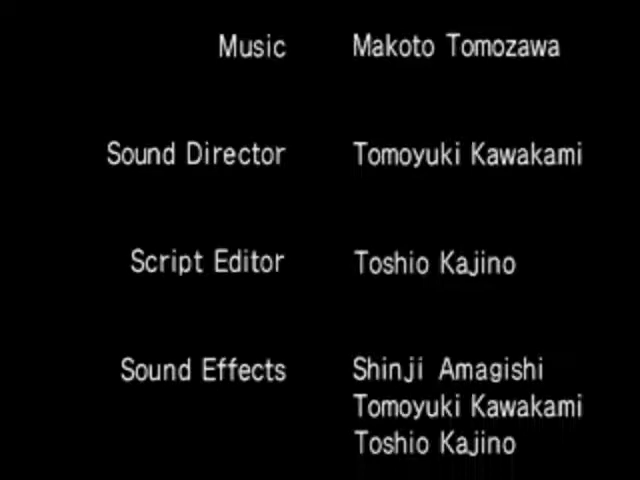 Music Makoto Tomozawa
Sound Director Tomoyuki Kawakami
Script Editor Toshio Kajino
Sound Effects Shinji Amagishi
Tomoyuki Kawakami
Toshio Kajino